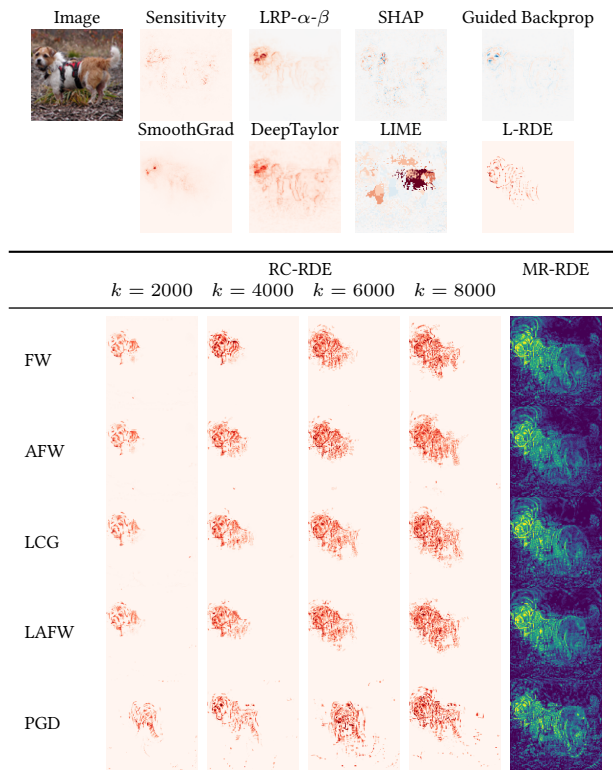 Image Sensitivity LRP-α-β SHAP Guided Backprop
SmoothGrad DeepTaylor LIME L-RDE
RC-RDE MR-RDE
k = 2000 k = 4000 k = 6000 k = 8000
FW
AFW
LCG
LAFW
PGD